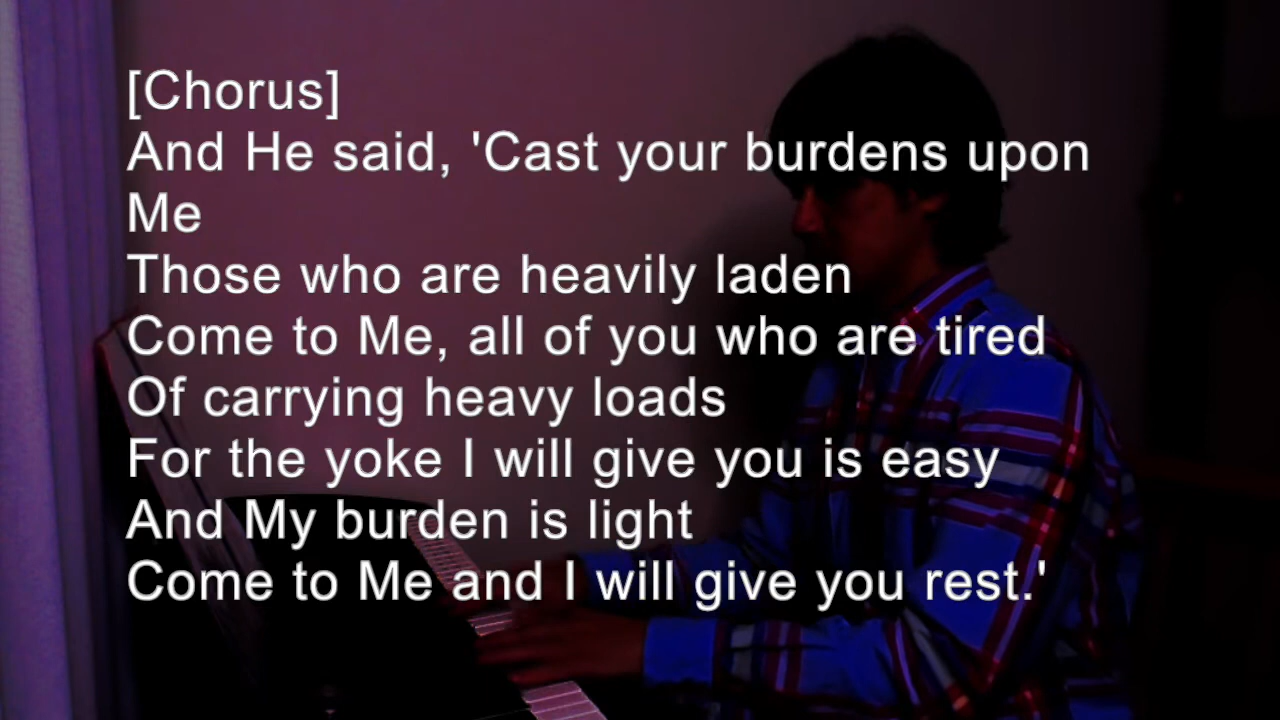 [Chorus]
And He said, 'Cast your burdens upon
Me
Those who are heavily laden
Come to Me, all of you who are tired
Of carrying heavy loads
For the yoke I will give you is easy
And My burden is light
Come to Me and I will give you rest.'